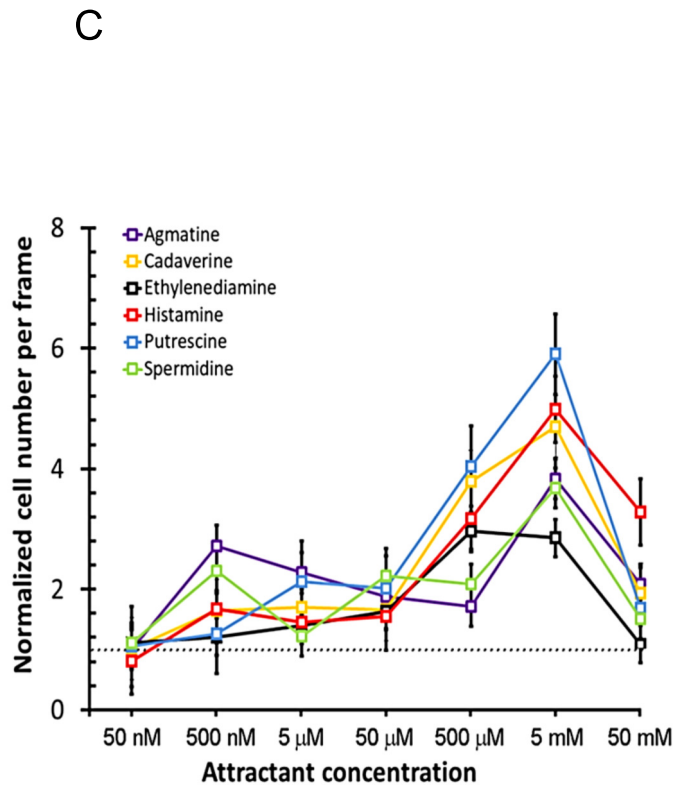 C
Normalized cell number per frame
8
6
4
2
0
Agmatine
Cadaverine
Ethylenediamine
Histamine
Putrescine
Spermidine
50 nM 500 nM 5 μM 50 μM 500 μM 5 mM 50 mM
Attractant concentration